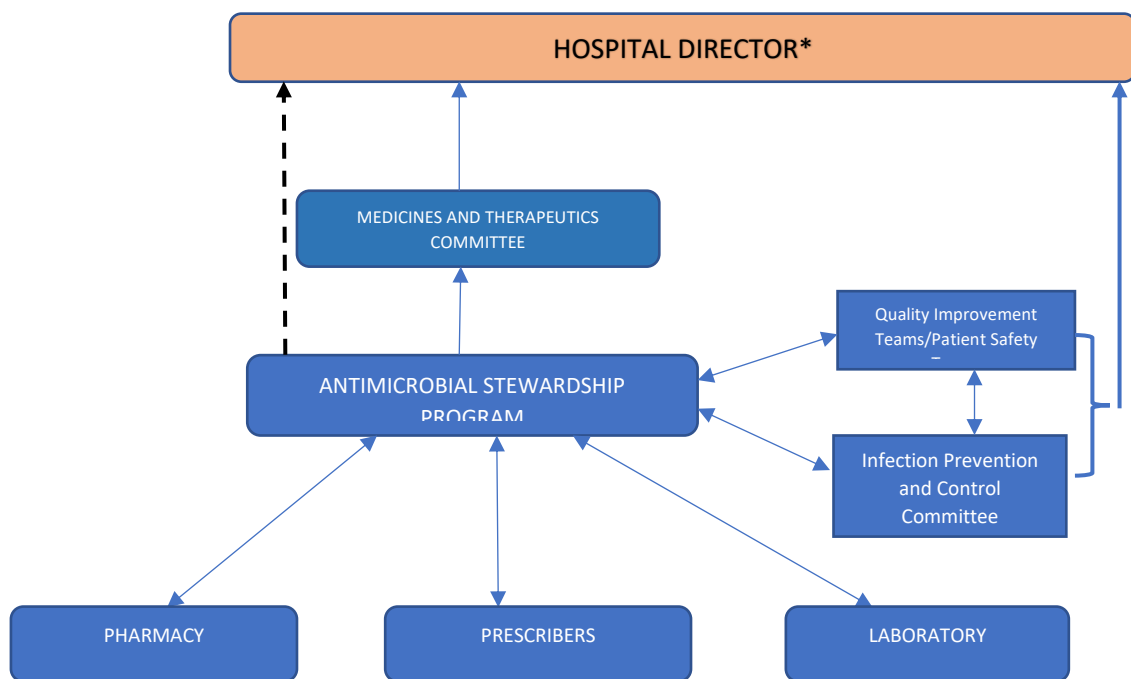 HOSPITAL DIRECTOR*
MEDICINES AND THERAPEUTICS
COMMITTEE
Quality Improvement
Teams/Patient Safety
ANTIMICROBIAL STEWARDSHIP
PROGRAM
Infection Prevention
and Control
Committee
PHARMACY
PRESCRIBERS
LABORATORY